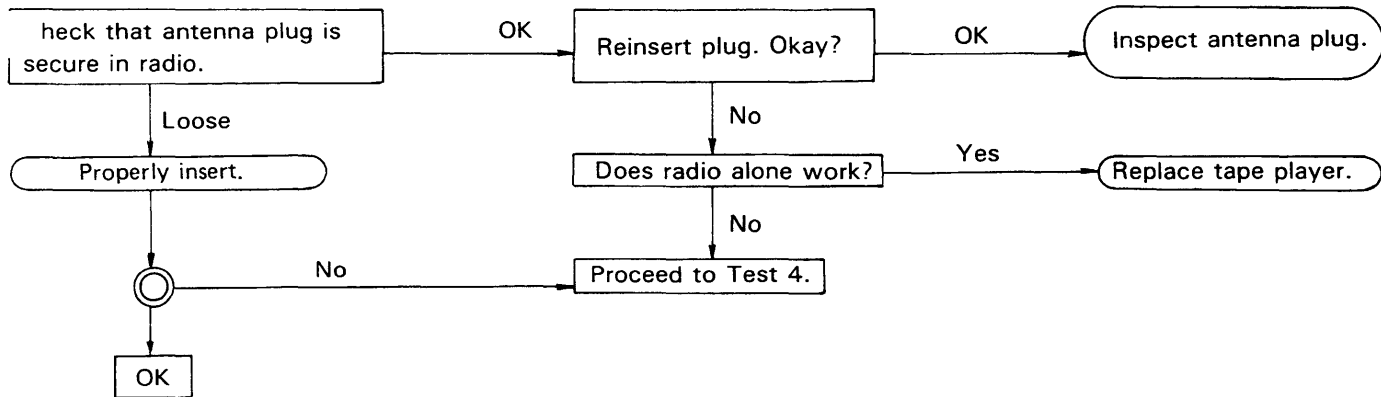 heck that antenna plug is
secure in radio.
OK
Reinsert plug. Okay?
OK
Inspect antenna plug.
Loose
No
Properly insert.
Does radio alone work?
Yes
Replace tape player.
No
No
Proceed to Test 4.
OK